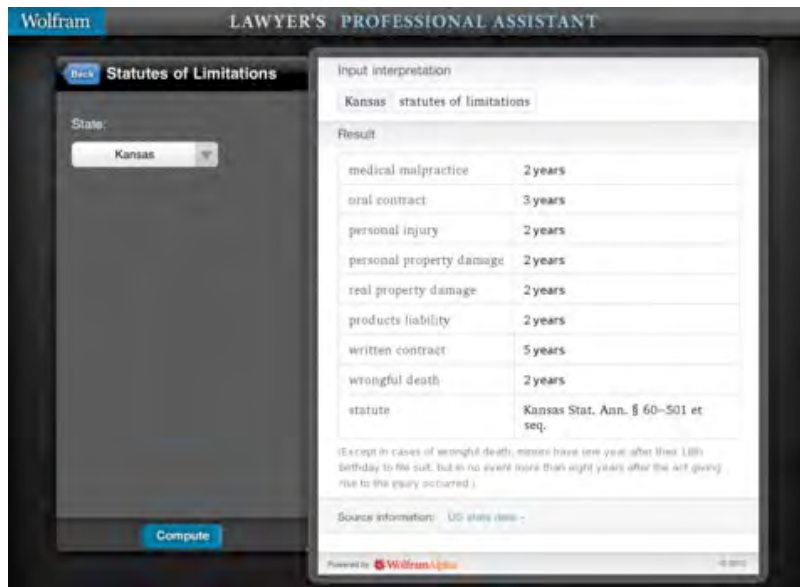 Wolfram LAWYER'S PROFESSIONAL ASSISTANT
Back Statutes of Limitations
State:
Kansas
Compute
Input interpretation
Kansas statutes of limitations
Result
medical malpractice 2 years
oral contract 3 years
personal injury 2 years
personal property damage 2 years
real property damage 2 years
products liability 2 years
written contract 5 years
wrongful death 2 years
statute Kansas Stat. Ann. § 60–501 et
seq.
(Except in cases of wrongful death, minors have one year after their 18th
birthday to file suit, but in no event more than eight years after the act giving
rise to the injury occurred.)
Source information: US state data
Powered by WolframAlpha